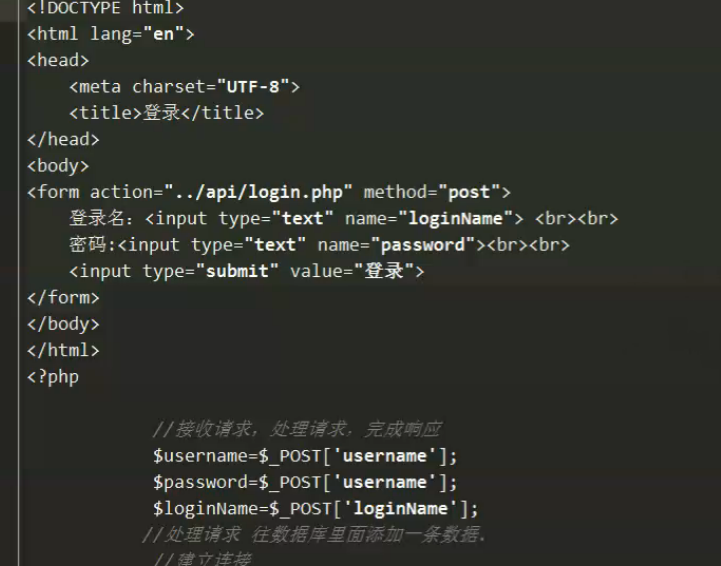 <!DOCTYPE html>
<html lang="en">
<head>
    <meta charset="UTF-8">
    <title>登录</title>
</head>
<body>
<form action="../api/login.php" method="post">
    登录名：<input type="text" name="loginName"> <br><br>
    密码:<input type="text" name="password"><br><br>
    <input type="submit" value="登录">
</form>
</body>
</html>
<?php
            //接收请求，处理请求，完成响应
            $username=$_POST['username'];
            $password=$_POST['username'];
            $loginName=$_POST['loginName'];
           //处理请求 往数据库里面添加一条数据.
            //建立连接